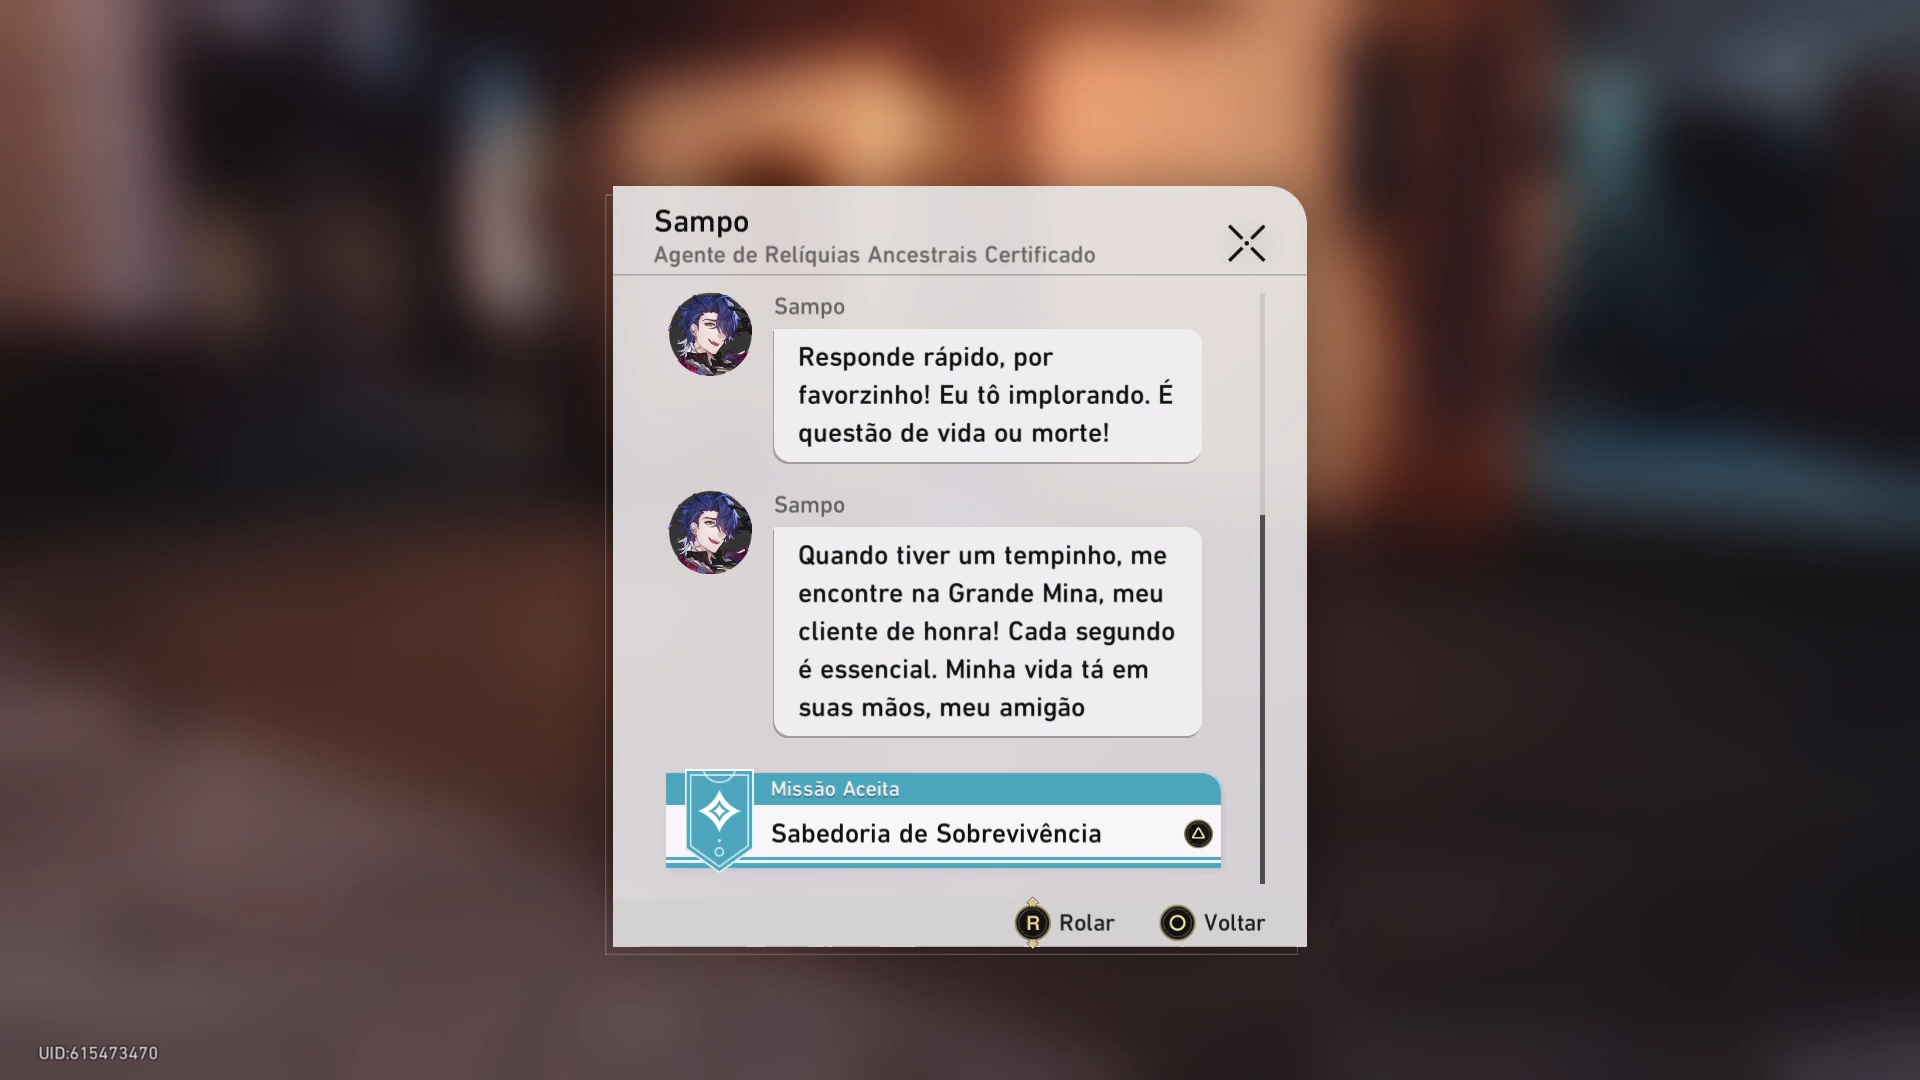 Sampo
Agente de Relíquias Ancestrais Certificado
Sampo
Responde rápido, por
favorzinho! Eu tô implorando. É
questão de vida ou morte!
Sampo
Quando tiver um tempinho, me
encontre na Grande Mina, meu
cliente de honra! Cada segundo
é essencial. Minha vida tá em
suas mãos, meu amigão
Missão Aceita
Sabedoria de Sobrevivência
R Rolar
Voltar
UID:615473470